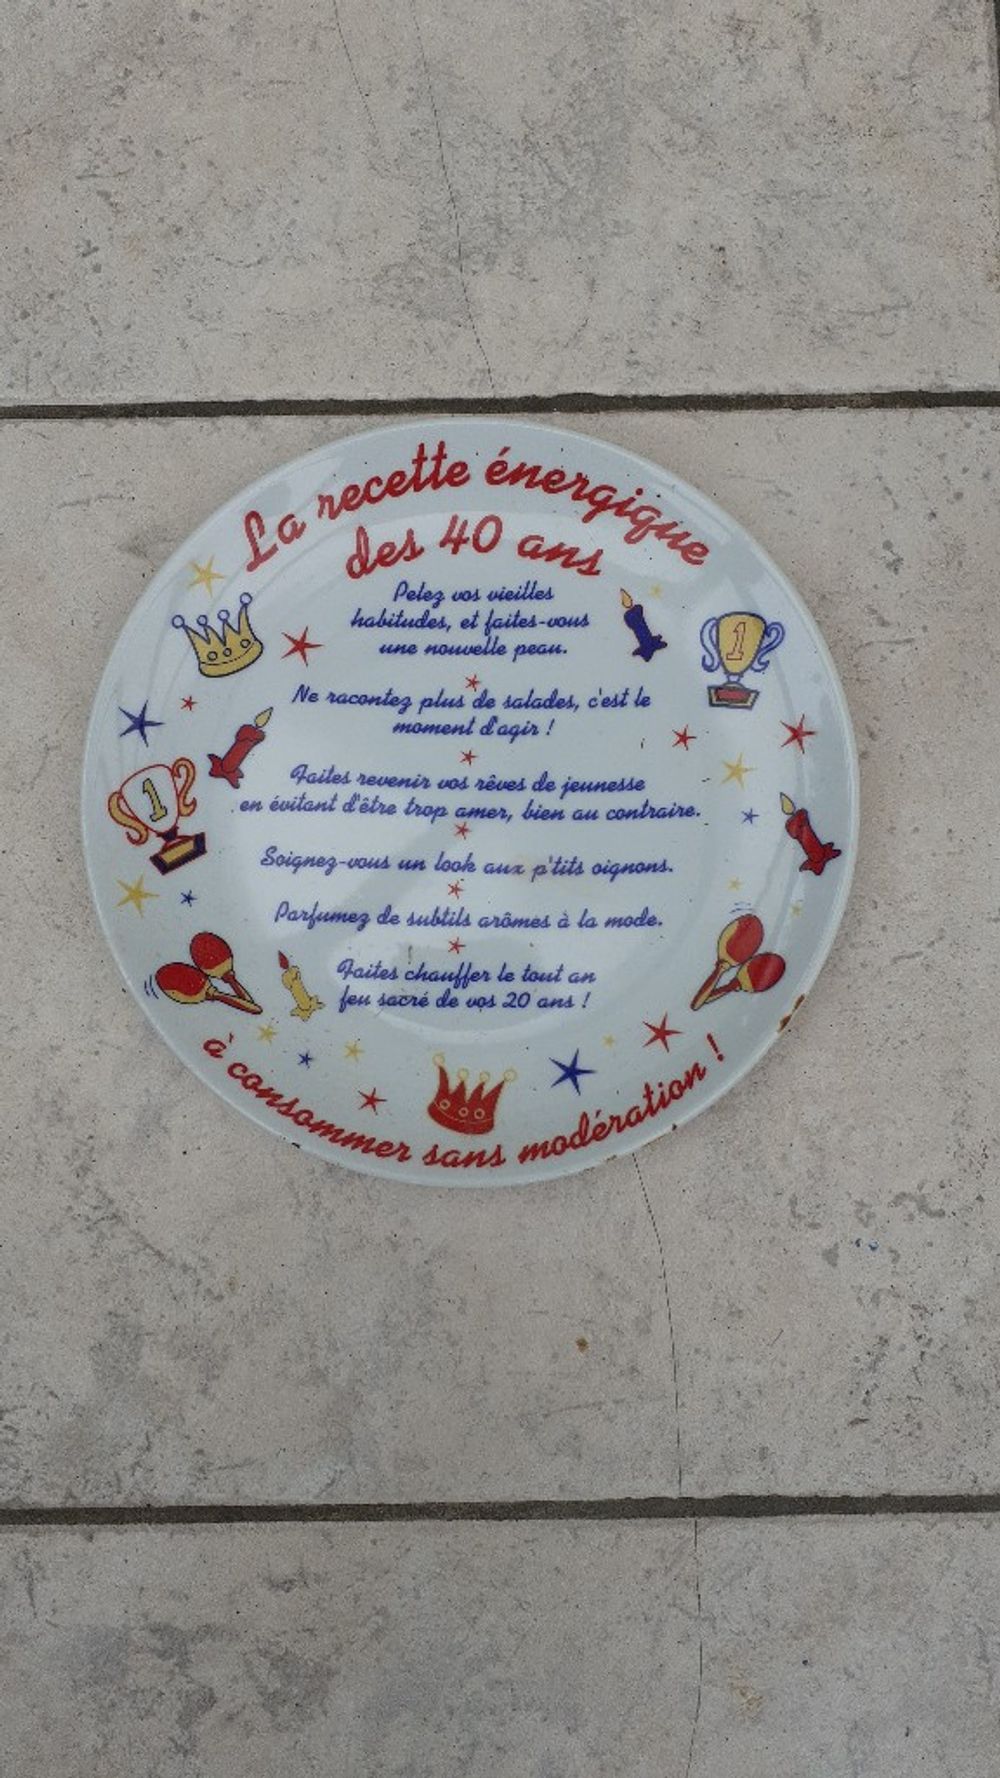 La recette énergique
des 40 ans
Pelez vos vieilles
habitudes, et faites-vous
une nouvelle peau.
Ne racontez plus de salades, c'est le
moment d'agir !
Faites revenir vos rêves de jeunesse
en évitant d'être trop amer, bien au contraire.
Soignez-vous un look aux p'tits oignons.
Parfumez de subtils arômes à la mode.
Faites chauffer le tout an
feu sacré de vos 20 ans !
à consommer sans modération !
1
1